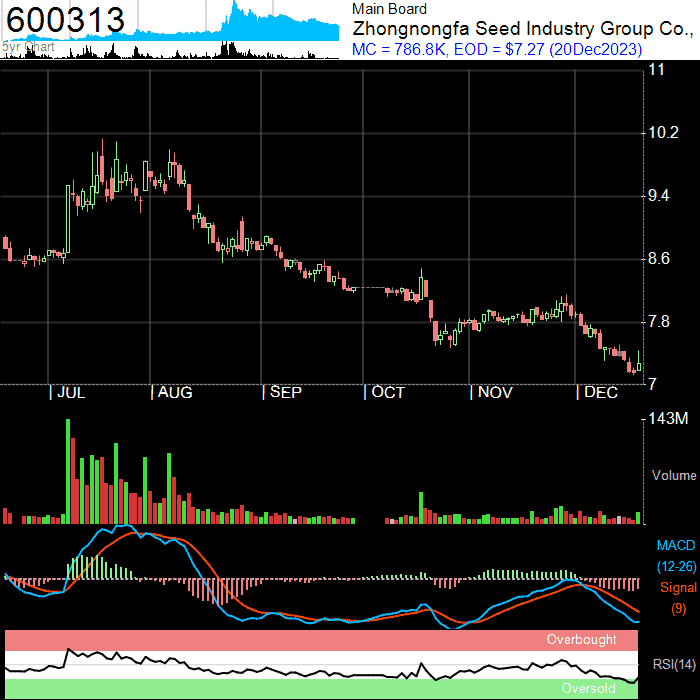 600313
5yr Chart
Main Board
Zhongnongfa Seed Industry Group Co.,
MC = 786.8K, EOD = $7.27 (20Dec2023)
11
10.2
9.4
8.6
7.8
7
| JUL | AUG | SEP | OCT | NOV | DEC
143M
Volume
MACD
(12-26)
Signal
(9)
Overbought
RSI(14)
Oversold